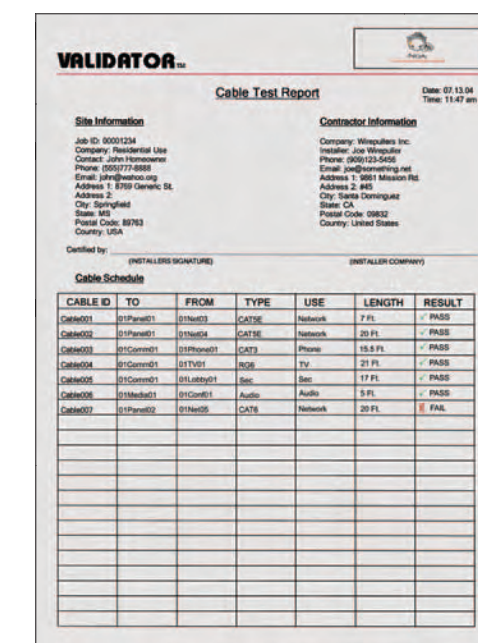 VALIDATOR™
Cable Test Report
Date: 07.13.04
Time: 11:47 am
Site Information
Job ID: 00001234
Company: Residential Use
Contact: John Homeowner
Phone: (555)777-8888
Email: john@wahoo.org
Address 1: 8759 Generic St.
Address 2:
City: Springfield
State: MS
Postal Code: 89763
Country: USA
Contractor Information
Company: Wirepullers Inc.
Installer: Joe Wirepuller
Phone: (909)123-5456
Email: joe@something.net
Address 1: 9861 Mission Rd.
Address 2: #45
City: Santa Dominguez
State: CA
Postal Code: 09832
Country: United States
Certified by:
(INSTALLERS SIGNATURE) (INSTALLER COMPANY)
Cable Schedule
CABLE ID TO FROM TYPE USE LENGTH RESULT
Cable001 01Panel01 01Net03 CAT5E Network 7 Ft. ✓ PASS
Cable002 01Panel01 01Net04 CAT5E Network 20 Ft. ✓ PASS
Cable003 01Comm01 01Phone01 CAT3 Phone 15.5 Ft. ✓ PASS
Cable004 01Comm01 01TV01 RG6 TV 21 Ft. ✓ PASS
Cable005 01Comm01 01Lobby01 Sec Sec 17 Ft. ✓ PASS
Cable006 01Media01 01Conf01 Audio Audio 5 Ft. ✓ PASS
Cable007 01Panel02 01Net05 CAT6 Network 20 Ft. FAIL